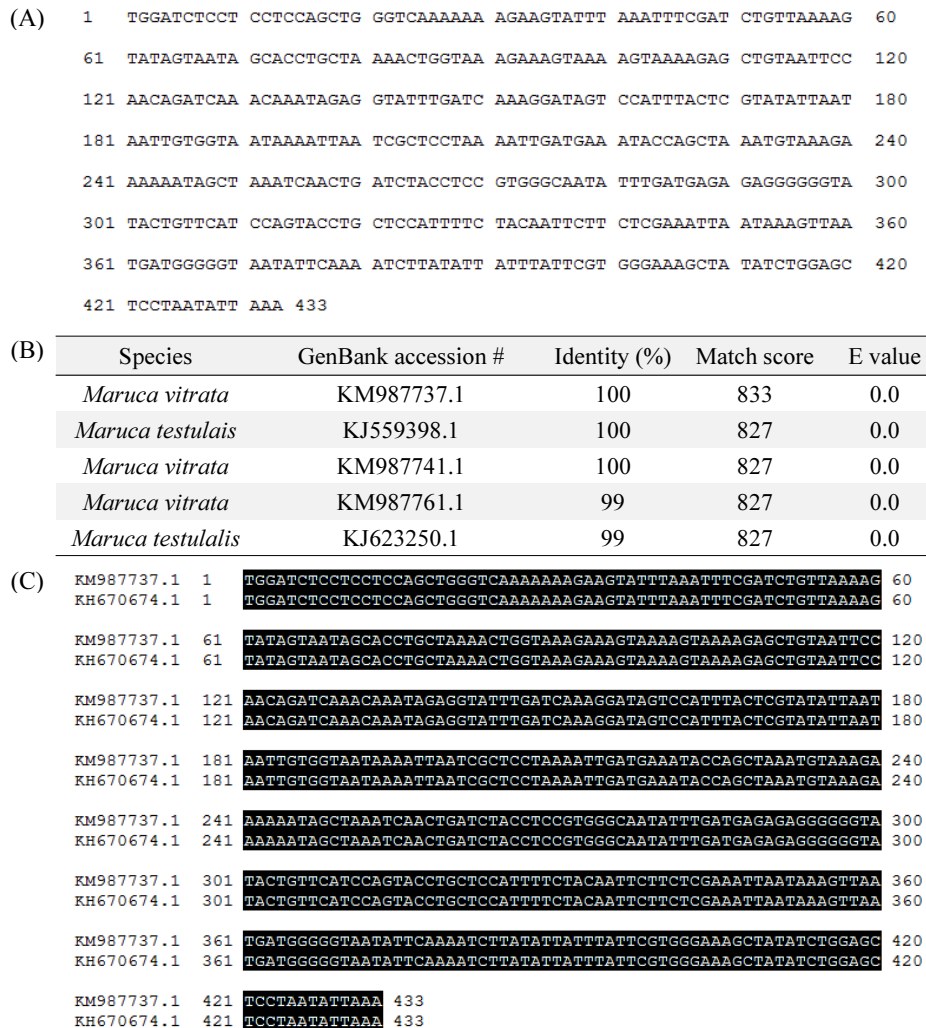 (A) 1 TGGATCTCCT CCTCCAGCTG GGTCAAAAAA AGAAGTATTT AAATTTCGAT CTGTTAAAAG 60
61 TATAGTAATA GCACCTGCTA AAACTGGTAA AGAAAGTAAA AGTAAAAGAG CTGTAATTCC 120
121 AACAGATCAA ACAAATAGAG GTATTTGATC AAAGGATAGT CCATTTACTC GTATATTAAT 180
181 AATTGTGGTA ATAAAATTAA TCGCTCCTAA AATTGATGAA ATACCAGCTA AATGTAAAGA 240
241 AAAAATAGCT AAATCAACTG ATCTACCTCC GTGGGCAATA TTTGATGAGA GAGGGGGGTA 300
301 TACTGTTCAT CCAGTACCTG CTCCATTTTC TACAATTCTT CTCGAAATTA ATAAAGTTAA 360
361 TGATGGGGGT AATATTCAAA ATCTTATATT ATTTATTCGT GGGAAAGCTA TATCTGGAGC 420
421 TCCTAATATT AAA 433
(B) Species GenBank accession # Identity (%) Match score E value
Maruca vitrata KM987737.1 100 833 0.0
Maruca testulais KJ559398.1 100 827 0.0
Maruca vitrata KM987741.1 100 827 0.0
Maruca vitrata KM987761.1 99 827 0.0
Maruca testulalis KJ623250.1 99 827 0.0
(C) KM987737.1 1 TGGATCTCCTCCTCCAGCTGGGTCAAAAAAAGAAGTATTTAAATTTCGATCTGTTAAAAG 60
KH670674.1 1 TGGATCTCCTCCTCCAGCTGGGTCAAAAAAAGAAGTATTTAAATTTCGATCTGTTAAAAG 60
KM987737.1 61 TATAGTAATAGCACCTGCTAAAACTGGTAAAGAAAGTAAAAGTAAAAGAGCTGTAATTCC 120
KH670674.1 61 TATAGTAATAGCACCTGCTAAAACTGGTAAAGAAAGTAAAAGTAAAAGAGCTGTAATTCC 120
KM987737.1 121 AACAGATCAAACAAATAGAGGTATTTGATCAAAGGATAGTCCATTTACTCGTATATTAAT 180
KH670674.1 121 AACAGATCAAACAAATAGAGGTATTTGATCAAAGGATAGTCCATTTACTCGTATATTAAT 180
KM987737.1 181 AATTGTGGTAATAAAATTAATCGCTCCTAAAATTGATGAAATACCAGCTAAATGTAAAGA 240
KH670674.1 181 AATTGTGGTAATAAAATTAATCGCTCCTAAAATTGATGAAATACCAGCTAAATGTAAAGA 240
KM987737.1 241 AAAAATAGCTAAATCAACTGATCTACCTCCGTGGGCAATATTTGATGAGAGAGGGGGGTA 300
KH670674.1 241 AAAAATAGCTAAATCAACTGATCTACCTCCGTGGGCAATATTTGATGAGAGAGGGGGGTA 300
KM987737.1 301 TACTGTTCATCCAGTACCTGCTCCATTTTCTACAATTCTTCTCGAAATTAATAAAGTTAA 360
KH670674.1 301 TACTGTTCATCCAGTACCTGCTCCATTTTCTACAATTCTTCTCGAAATTAATAAAGTTAA 360
KM987737.1 361 TGATGGGGGTAATATTCAAAATCTTATATTATTTATTCGTGGGAAAGCTATATCTGGAGC 420
KH670674.1 361 TGATGGGGGTAATATTCAAAATCTTATATTATTTATTCGTGGGAAAGCTATATCTGGAGC 420
KM987737.1 421 TCCTAATATTAAA 433
KH670674.1 421 TCCTAATATTAAA 433